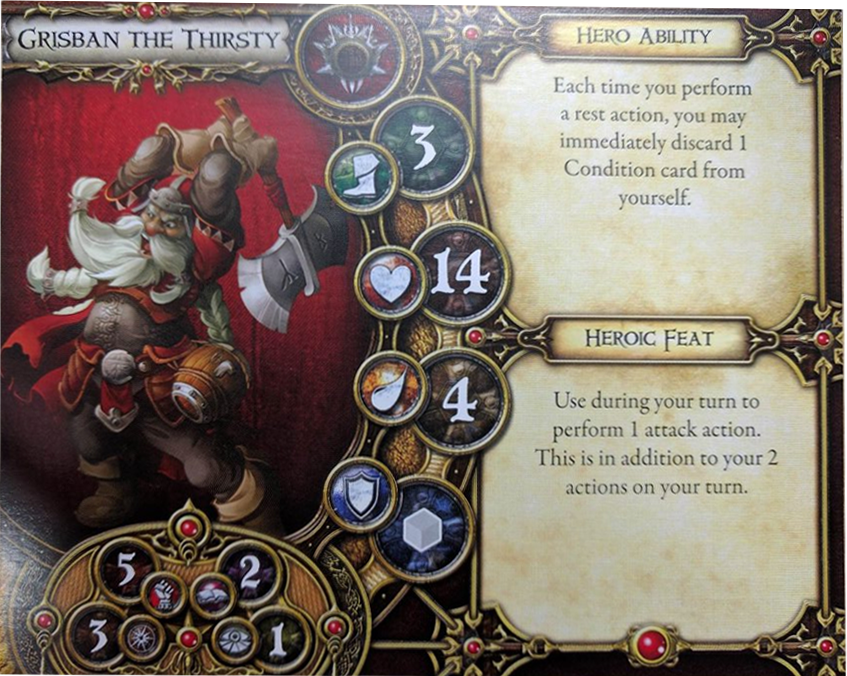 GRISBAN THE THIRSTY
3
14
4
5
2
3
1
HERO ABILITY
Each time you perform
a rest action, you may
immediately discard 1
Condition card from
yourself.
HEROIC FEAT
Use during your turn to
perform 1 attack action.
This is in addition to your 2
actions on your turn.